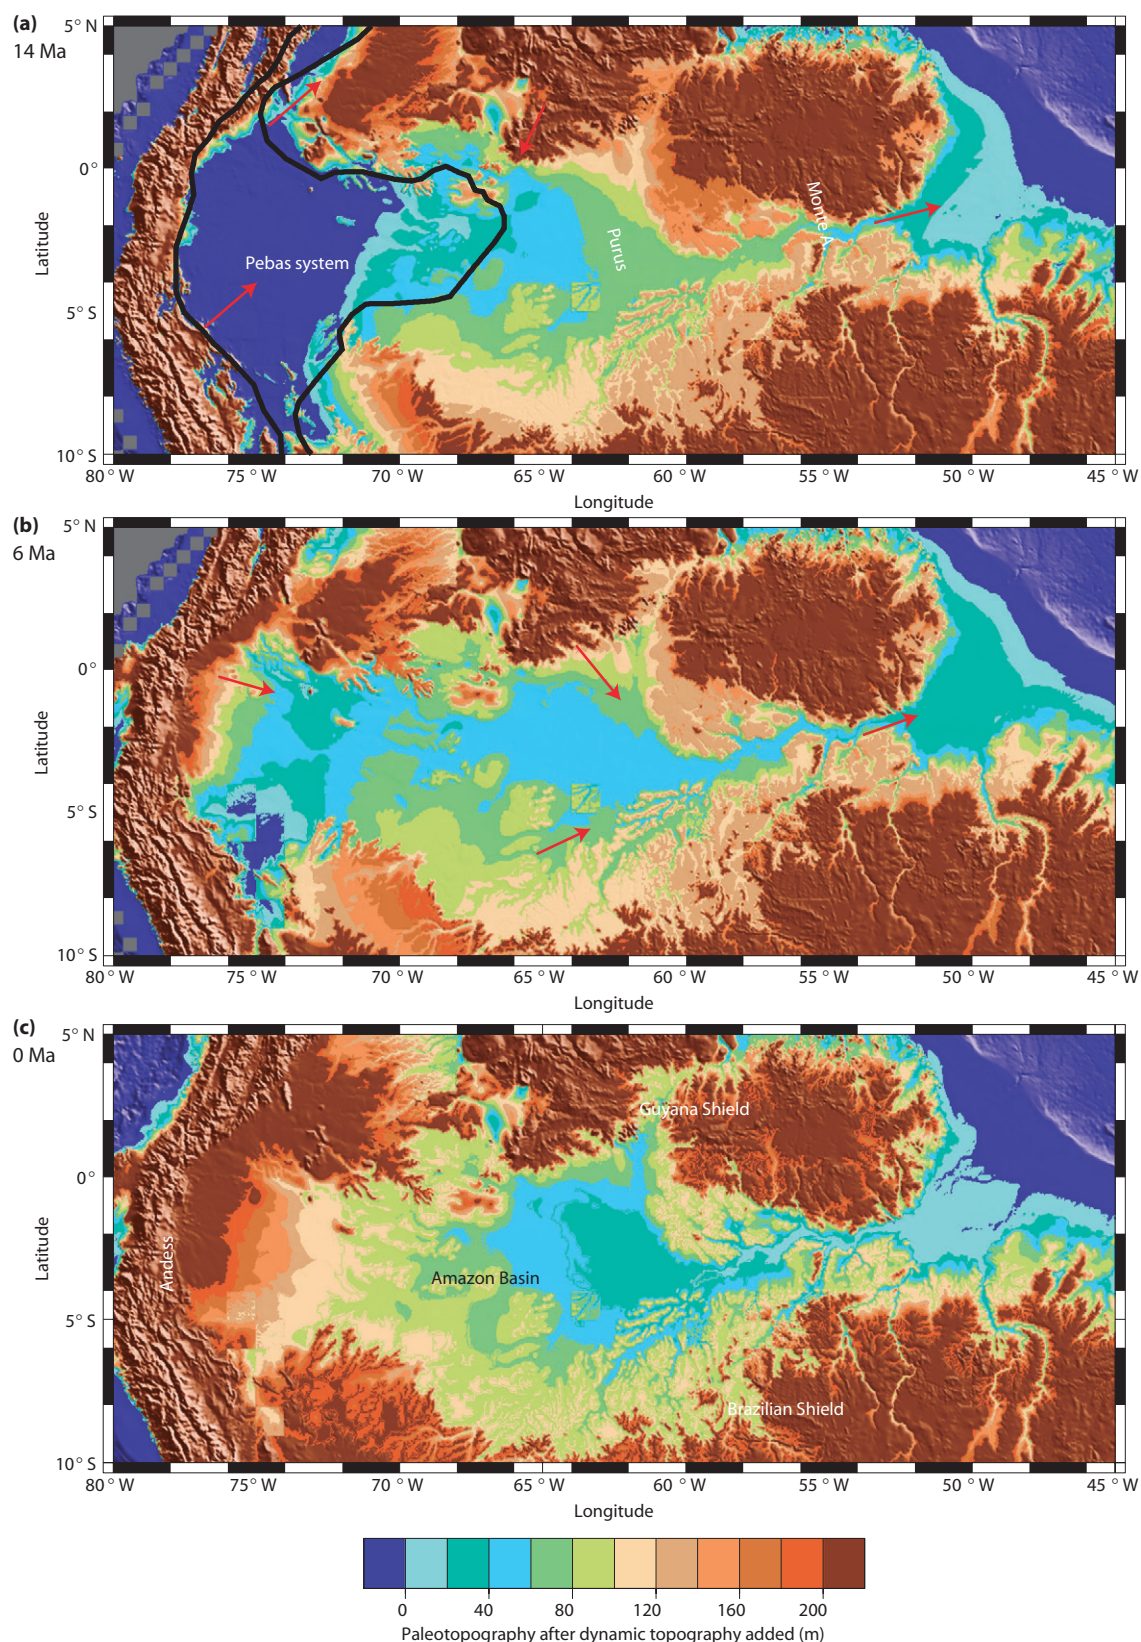 (a)
14 Ma
5° N
0°
5° S
10° S
Latitude
Pebas system
Purus
Monte A.
80 °W
75° W
70 °W
65 °W
60 °W
55 °W
50 °W
45 °W
Longitude
(b)
6 Ma
5° N
0°
5° S
10° S
Latitude
80 °W
75° W
70 °W
65 °W
60 °W
55 °W
50 °W
45 °W
Longitude
(c)
0 Ma
5° N
0°
5° S
10° S
Latitude
Guyana Shield
Andess
Amazon Basin
Brazilian Shield
80 °W
75° W
70 °W
65 °W
60 °W
55 °W
50 °W
45 °W
Longitude
0 40 80 120 160 200
Paleotopography after dynamic topography added (m)